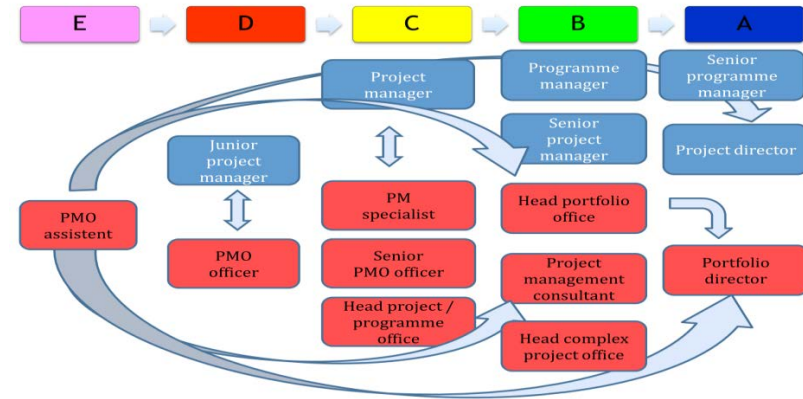 E
D
C
B
A
Project
manager
Programme
manager
Senior
programme
manager
Junior
project
manager
Senior
project
manager
Project director
PMO
assistent
PM
specialist
Head portfolio
office
PMO
officer
Senior
PMO officer
Project
management
consultant
Portfolio
director
Head project /
programme
office
Head complex
project office